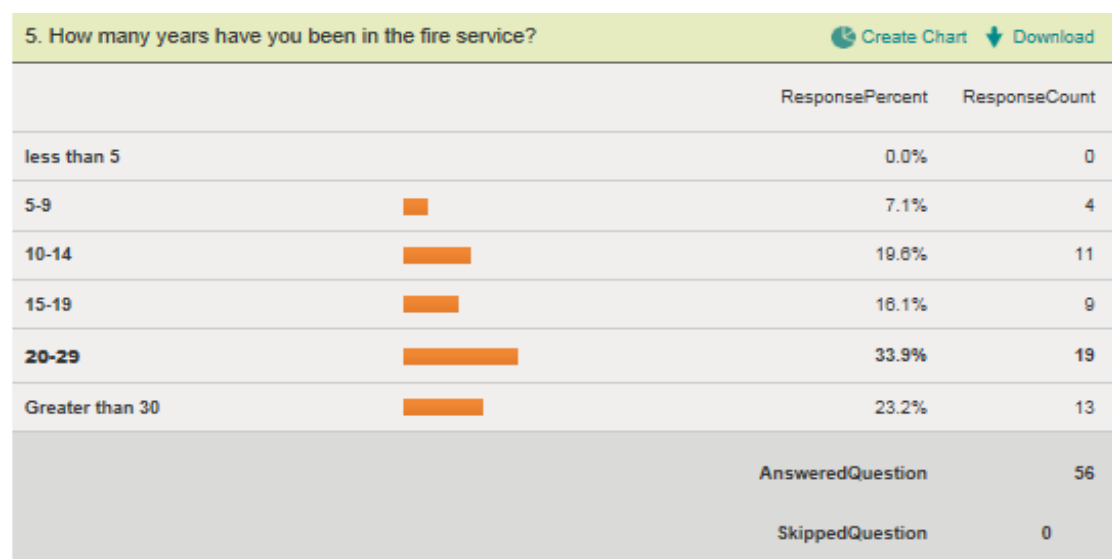 5. How many years have you been in the fire service? Create Chart Download
ResponsePercent ResponseCount
less than 5 0.0% 0
5-9 7.1% 4
10-14 19.6% 11
15-19 16.1% 9
20-29 33.9% 19
Greater than 30 23.2% 13
AnsweredQuestion 56
SkippedQuestion 0